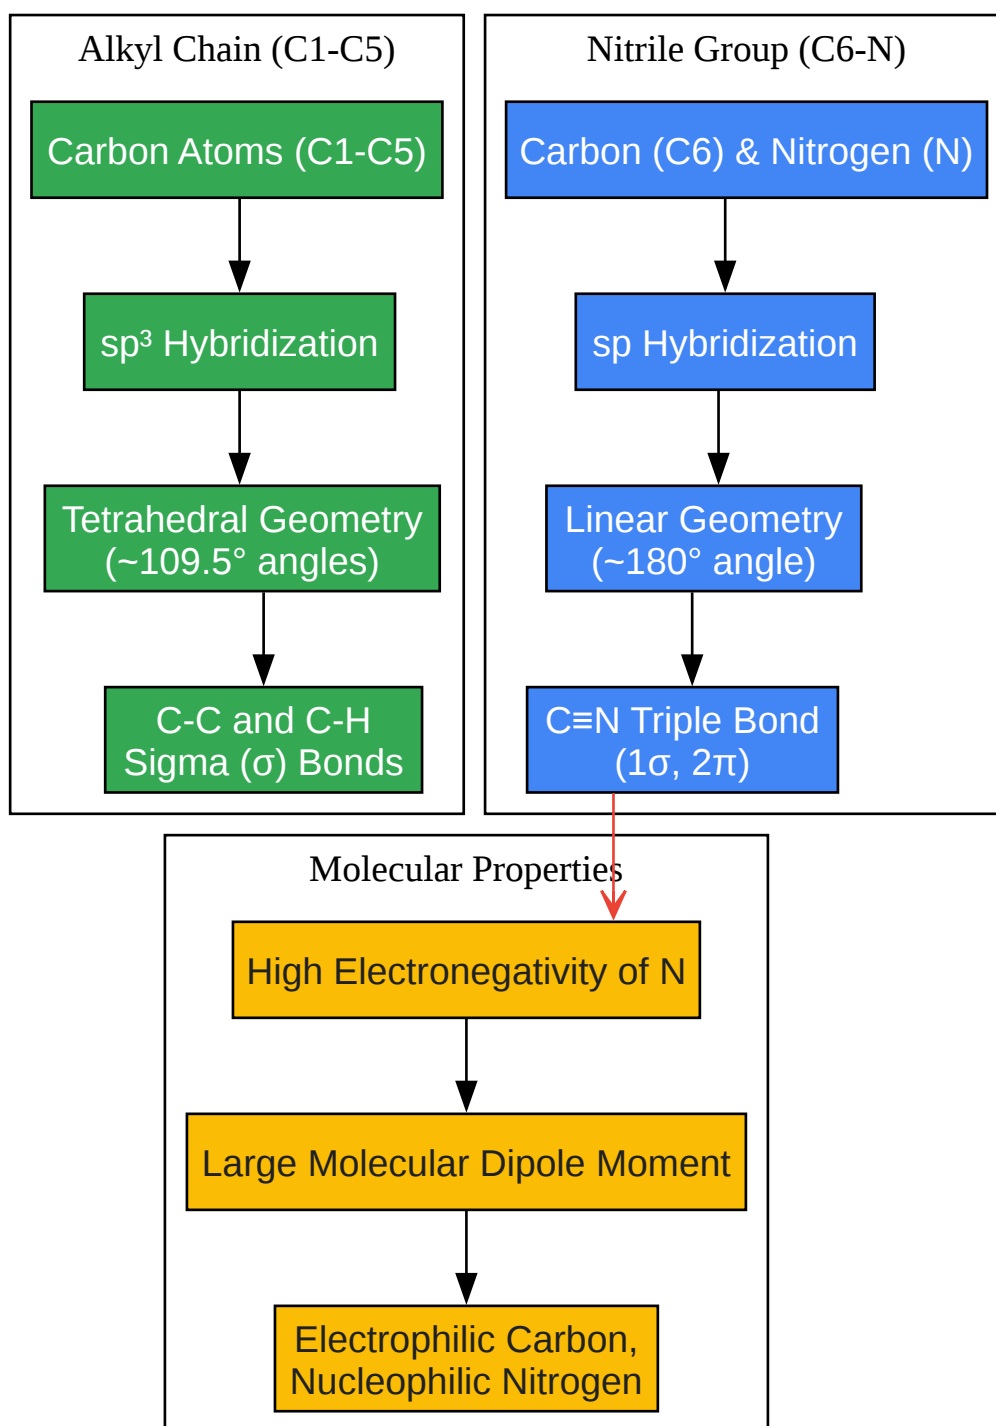 Alkyl Chain (C1-C5)
Carbon Atoms (C1-C5)
sp³ Hybridization
Tetrahedral Geometry
(~109.5° angles)
C-C and C-H
Sigma (σ) Bonds
Nitrile Group (C6-N)
Carbon (C6) & Nitrogen (N)
sp Hybridization
Linear Geometry
(~180° angle)
C≡N Triple Bond
(1σ, 2π)
Molecular Properties
High Electronegativity of N
Large Molecular Dipole Moment
Electrophilic Carbon,
Nucleophilic Nitrogen